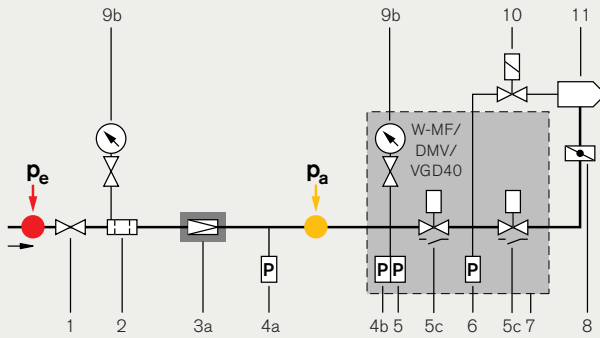 9b 9b 10 11
W-MF/
DMV/
VGD40
pe pa
P P P P
1 2 3a 4a 4b 5 5c 6 5c 7 8